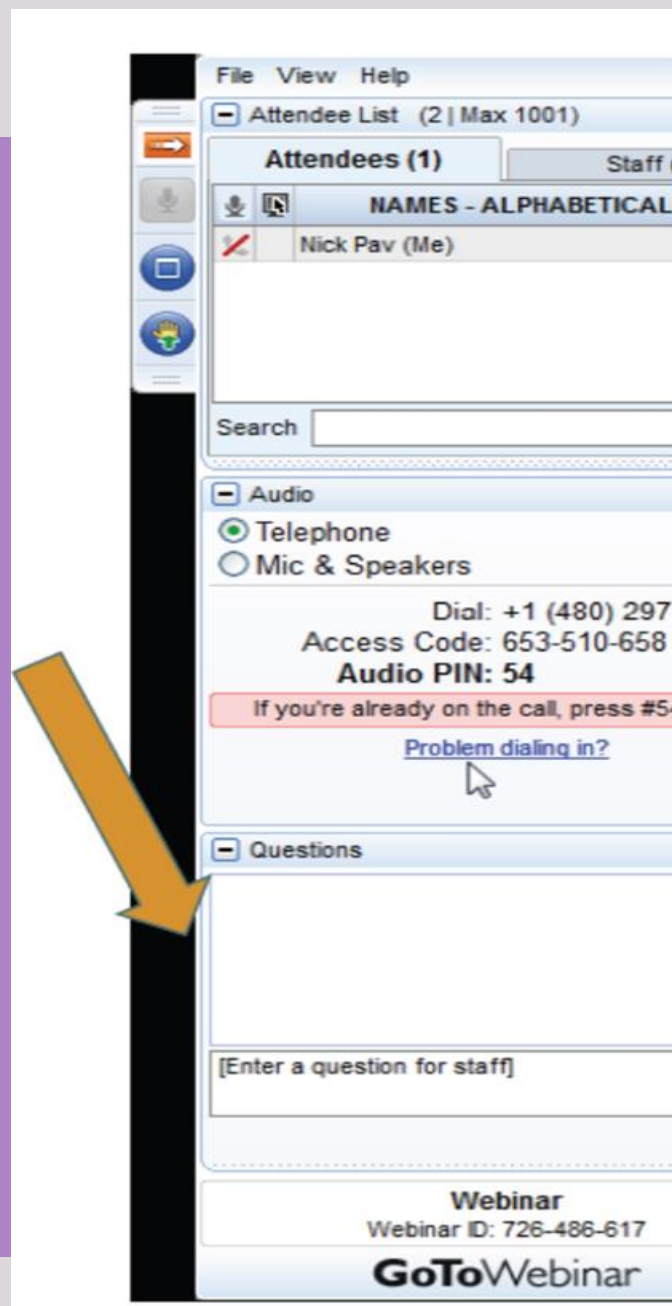 File View Help
Attendee List (2 | Max 1001)
Attendees (1) Staff (
NAMES - ALPHABETICAL
Nick Pav (Me)
Search
Audio
Telephone
Mic & Speakers
Dial: +1 (480) 297
Access Code: 653-510-658
Audio PIN: 54
If you're already on the call, press #54
Problem dialing in?
Questions
[Enter a question for staff]
Webinar
Webinar ID: 726-486-617
GoToWebinar